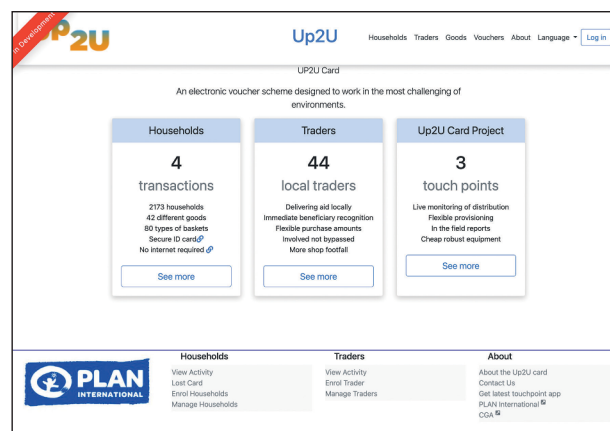 in Development
Up2U
Up2U
Households Traders Goods Vouchers About Language Log in
UP2U Card
An electronic voucher scheme designed to work in the most challenging of
environments.
Households
4
transactions
2173 households
42 different goods
80 types of baskets
Secure ID card
No internet required
See more
Traders
44
local traders
Delivering aid locally
Immediate beneficiary recognition
Flexible purchase amounts
Involved not bypassed
More shop footfall
See more
Up2U Card Project
3
touch points
Live monitoring of distribution
Flexible provisioning
In the field reports
Cheap robust equipment
See more
PLAN
INTERNATIONAL
Households
View Activity
Lost Card
Enrol Households
Manage Households
Traders
View Activity
Enrol Trader
Manage Traders
About
About the Up2U card
Contact Us
Get latest touchpoint app
PLAN International
CGA